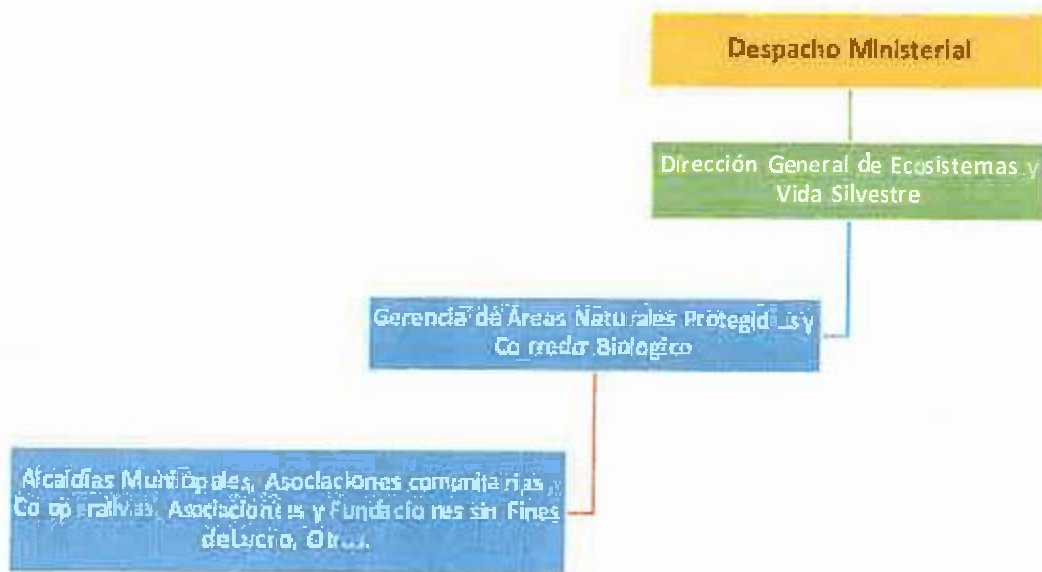 Despacho Ministerial
Dirección General de Ecosistemas y
Vida Silvestre
Gerencia de Áreas Naturales Protegidas y
Corredor Biologico
Alcaldías Municipales, Asociaciones comunitarias,
Cooperativas, Asociaciones y Fundaciones sin Fines
de Lucro, Otros.